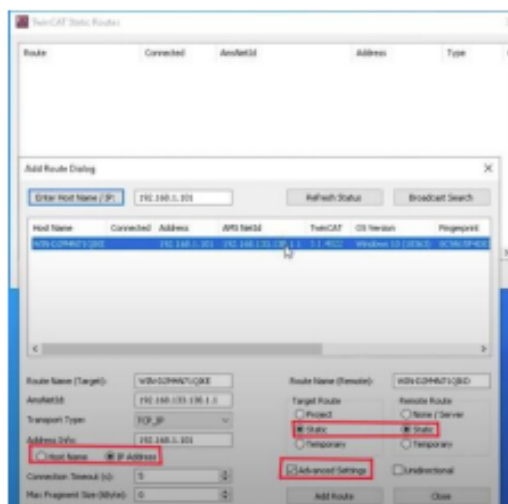 TwinCAT Static Routes
Route Connected AmsNetId Address Type
Add Route Dialog
Enter Host Name / IP: 192.168.1.101 Refresh Status Broadcast Search
Host Name Connected Address AMS NetId TwinCAT OS Version Fingerprint
192.168.1.101 Windows 10
Route Name (Target): Route Name (Remote):
AmsNetId: Target Route Remote Route
Transport Type: TCP_IP Project None / Server
Address Info: 192.168.1.101 Static Static
Host Name IP Address Temporary Temporary
Connection Timeout (s): 5 Advanced Settings Unidirectional
Max Fragment Size (kByte): 0 Add Route Close